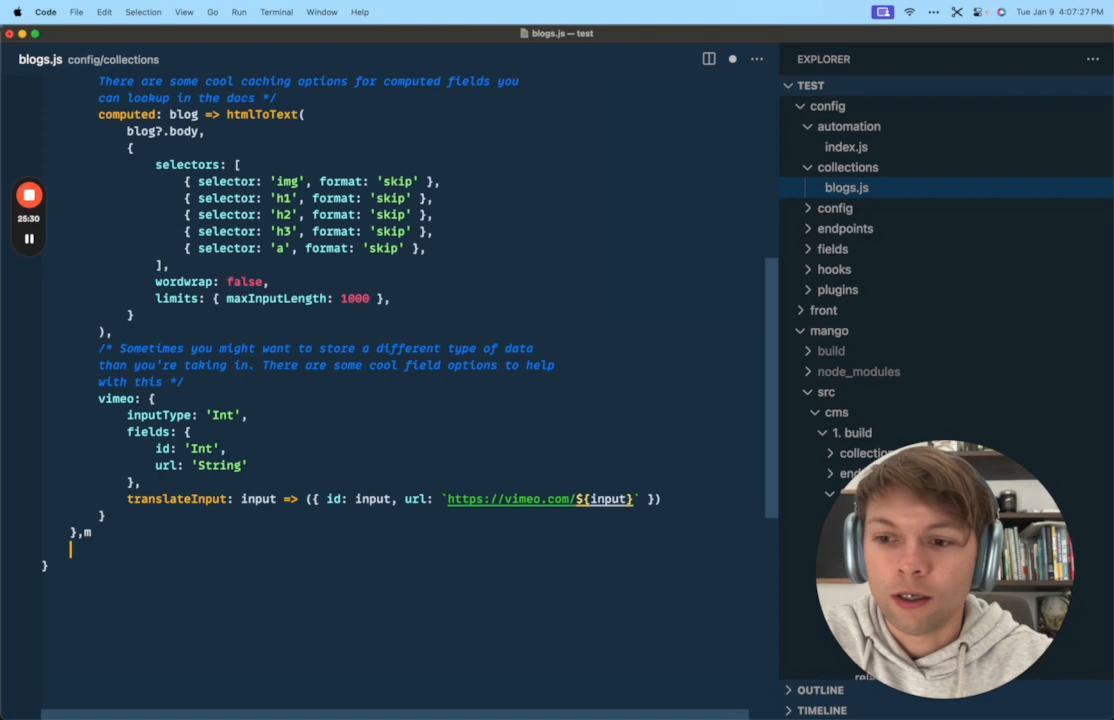 Code File Edit Selection View Go Run Terminal Window Help Tue Jan 9 4:07:27 PM
blogs.js — test
blogs.js config/collections
There are some cool caching options for computed fields you
can lookup in the docs */
computed: blog => htmlToText(
blog?.body,
{
selectors: [
{ selector: 'img', format: 'skip' },
{ selector: 'h1', format: 'skip' },
{ selector: 'h2', format: 'skip' },
{ selector: 'h3', format: 'skip' },
{ selector: 'a', format: 'skip' },
],
wordwrap: false,
limits: { maxInputLength: 1000 },
}
),
/* Sometimes you might want to store a different type of data
than you're taking in. There are some cool field options to help
with this */
vimeo: {
inputType: 'Int',
fields: {
id: 'Int',
url: 'String'
},
translateInput: input => ({ id: input, url: `https://vimeo.com/${input}` })
}
},m
}
25:30
EXPLORER
TEST
config
automation
index.js
collections
blogs.js
config
endpoints
fields
hooks
plugins
front
mango
build
node_modules
src
cms
1. build
OUTLINE
TIMELINE